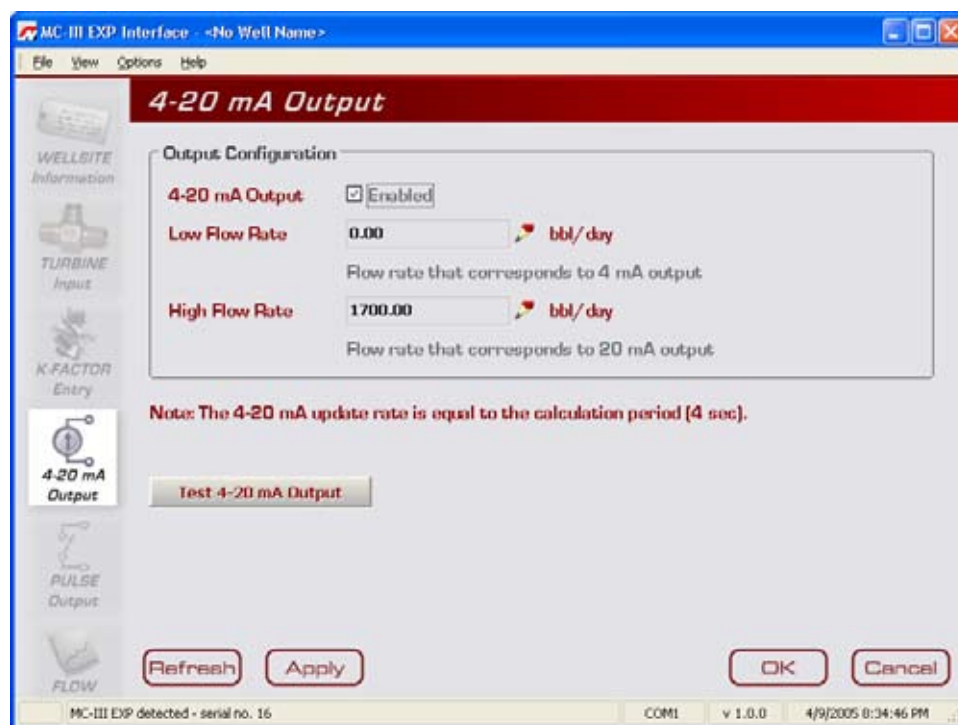 MC-III EXP Interface - <No Well Name>
File View Options Help
4-20 mA Output
WELLSITE
Information
TURBINE
Input
K-FACTOR
Entry
4-20 mA
Output
PULSE
Output
FLOW
Output Configuration
4-20 mA Output Enabled
Low Flow Rate 0.00 bbl/day
Flow rate that corresponds to 4 mA output
High Flow Rate 1700.00 bbl/day
Flow rate that corresponds to 20 mA output
Note: The 4-20 mA update rate is equal to the calculation period (4 sec).
Test 4-20 mA Output
Refresh Apply OK Cancel
MC-III EXP detected - serial no. 16 COM1 v 1.0.0 4/9/2005 8:34:46 PM